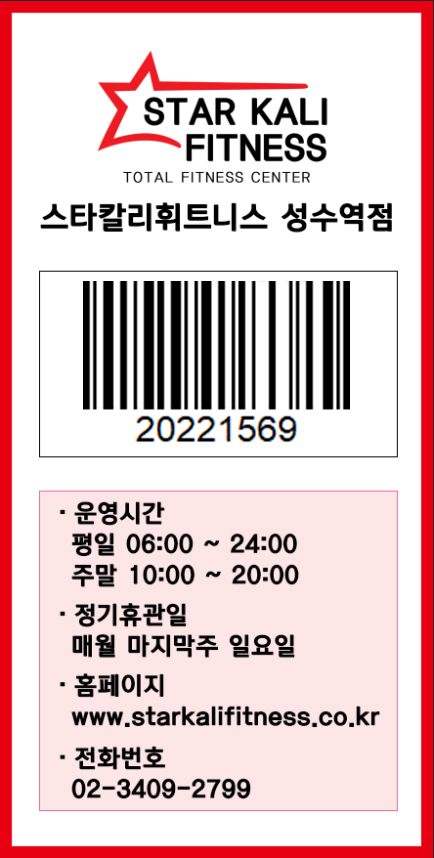 STAR KALI
FITNESS
TOTAL FITNESS CENTER
스타칼리휘트니스 성수역점
20221569
· 운영시간
평일 06:00 ~ 24:00
주말 10:00 ~ 20:00
· 정기휴관일
매월 마지막주 일요일
· 홈페이지
www.starkalifitness.co.kr
· 전화번호
02-3409-2799